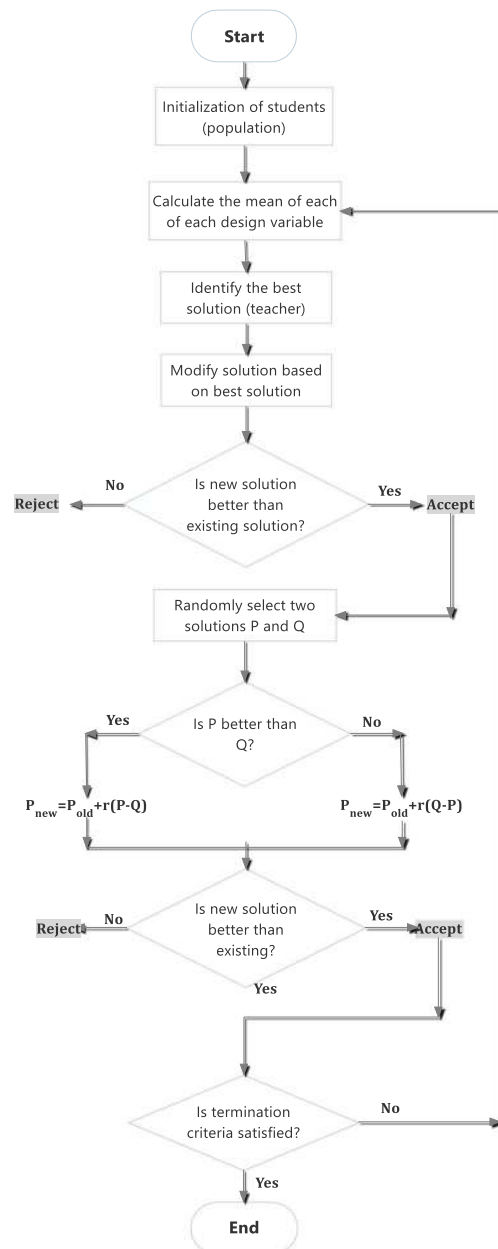 Start
Initialization of students
(population)
Calculate the mean of each
of each design variable
Identify the best
solution (teacher)
Modify solution based
on best solution
No
Is new solution
better than
existing solution?
Yes
Reject
Accept
Randomly select two
solutions P and Q
Yes
Is P better than
Q?
No
Pnew=Pold+r(P-Q)
Pnew=Pold+r(Q-P)
Is new solution
better than
existing?
No
Yes
Reject
Accept
Yes
Is termination
criteria satisfied?
No
Yes
End